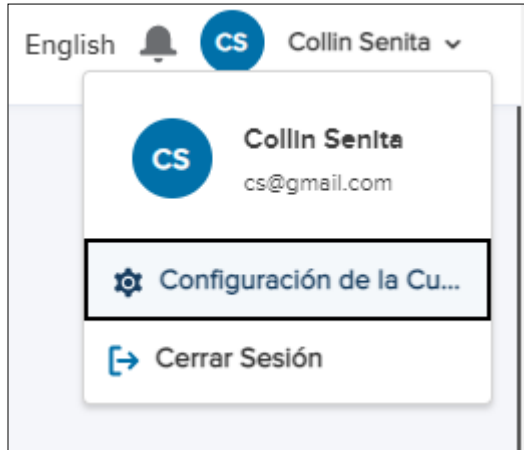 English CS Collin Senita
CS
Collin Senita
cs@gmail.com
Configuración de la Cu...
Cerrar Sesión